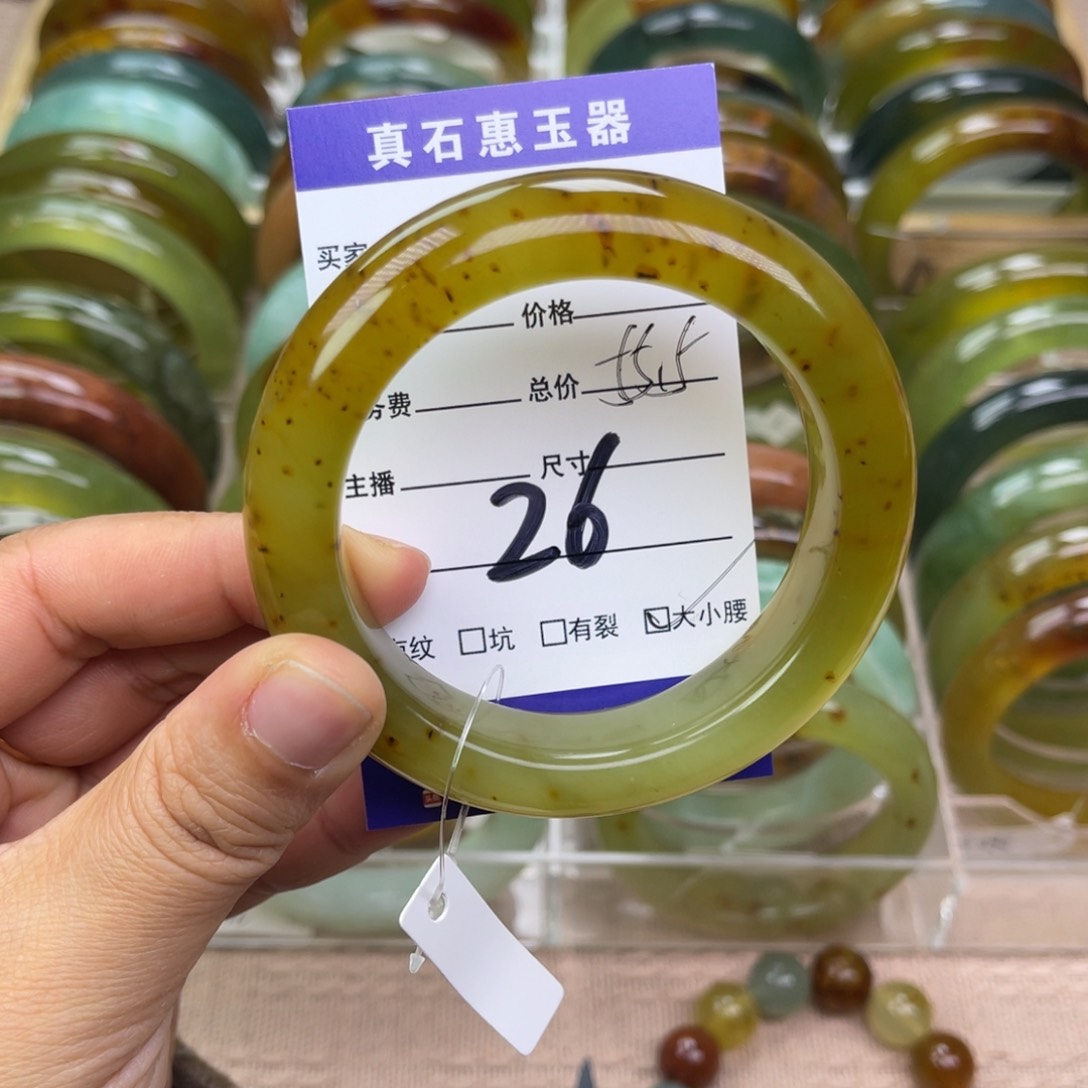 真石惠玉器
买家
价格
费 总价
主播 尺寸
26
纹 □坑 □有裂 ☑大小腰